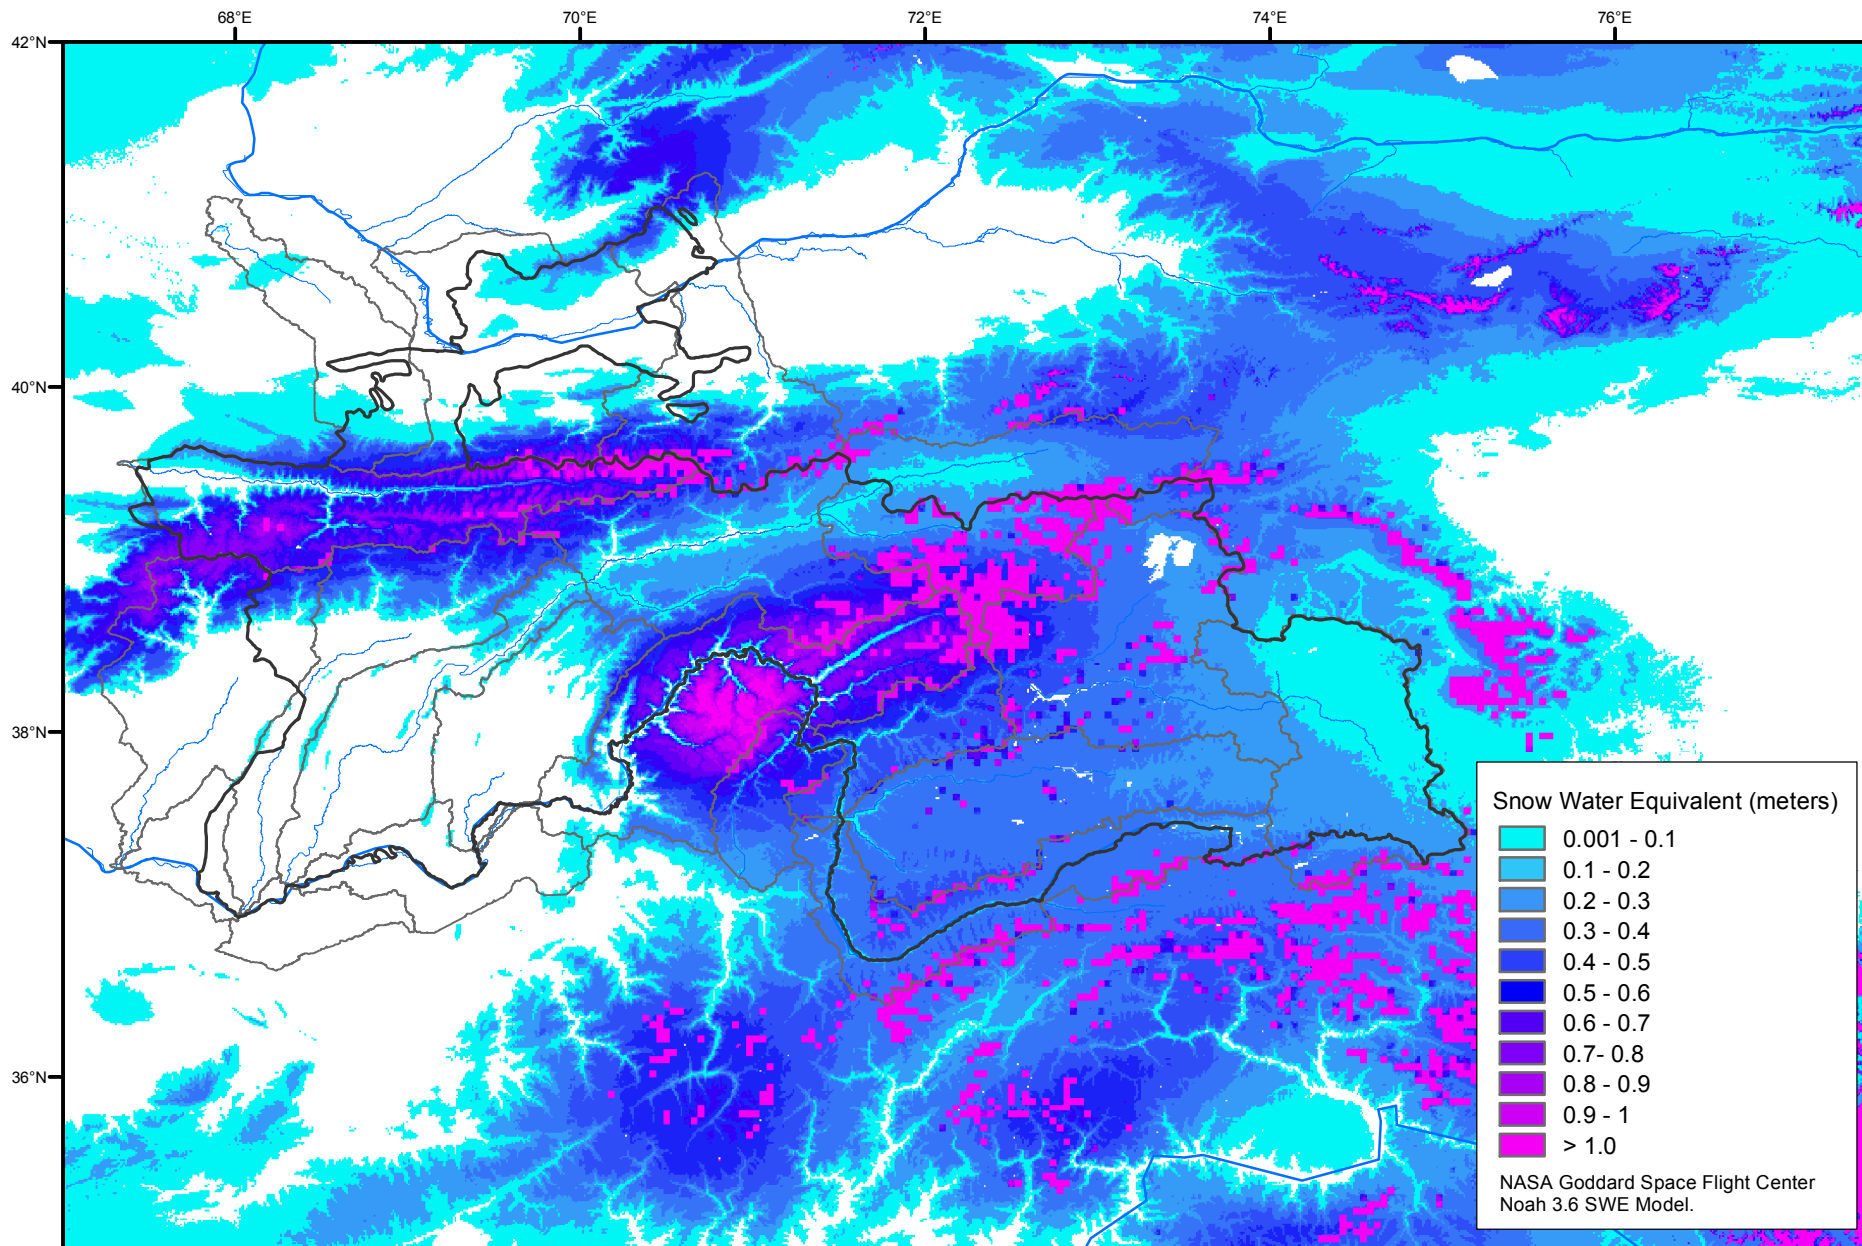 68°E 70°E 72°E 74°E 76°E
42°N
40°N
38°N
36°N
Snow Water Equivalent (meters)
0.001 - 0.1
0.1 - 0.2
0.2 - 0.3
0.3 - 0.4
0.4 - 0.5
0.5 - 0.6
0.6 - 0.7
0.7- 0.8
0.8 - 0.9
0.9 - 1
> 1.0
NASA Goddard Space Flight Center
Noah 3.6 SWE Model.